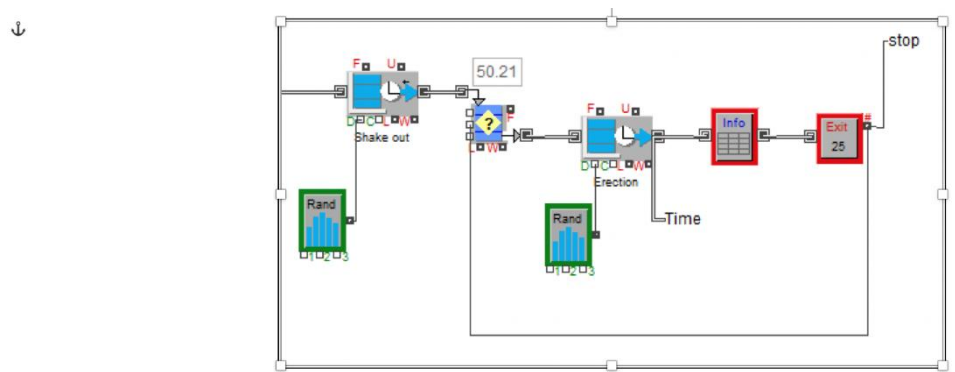 stop
50.21
F U
D C L W
Shake out
F
?
L W
F U
D C L W
Erection
Info
#
Exit
25
Rand
1 2 3
Rand
1 2 3
Time